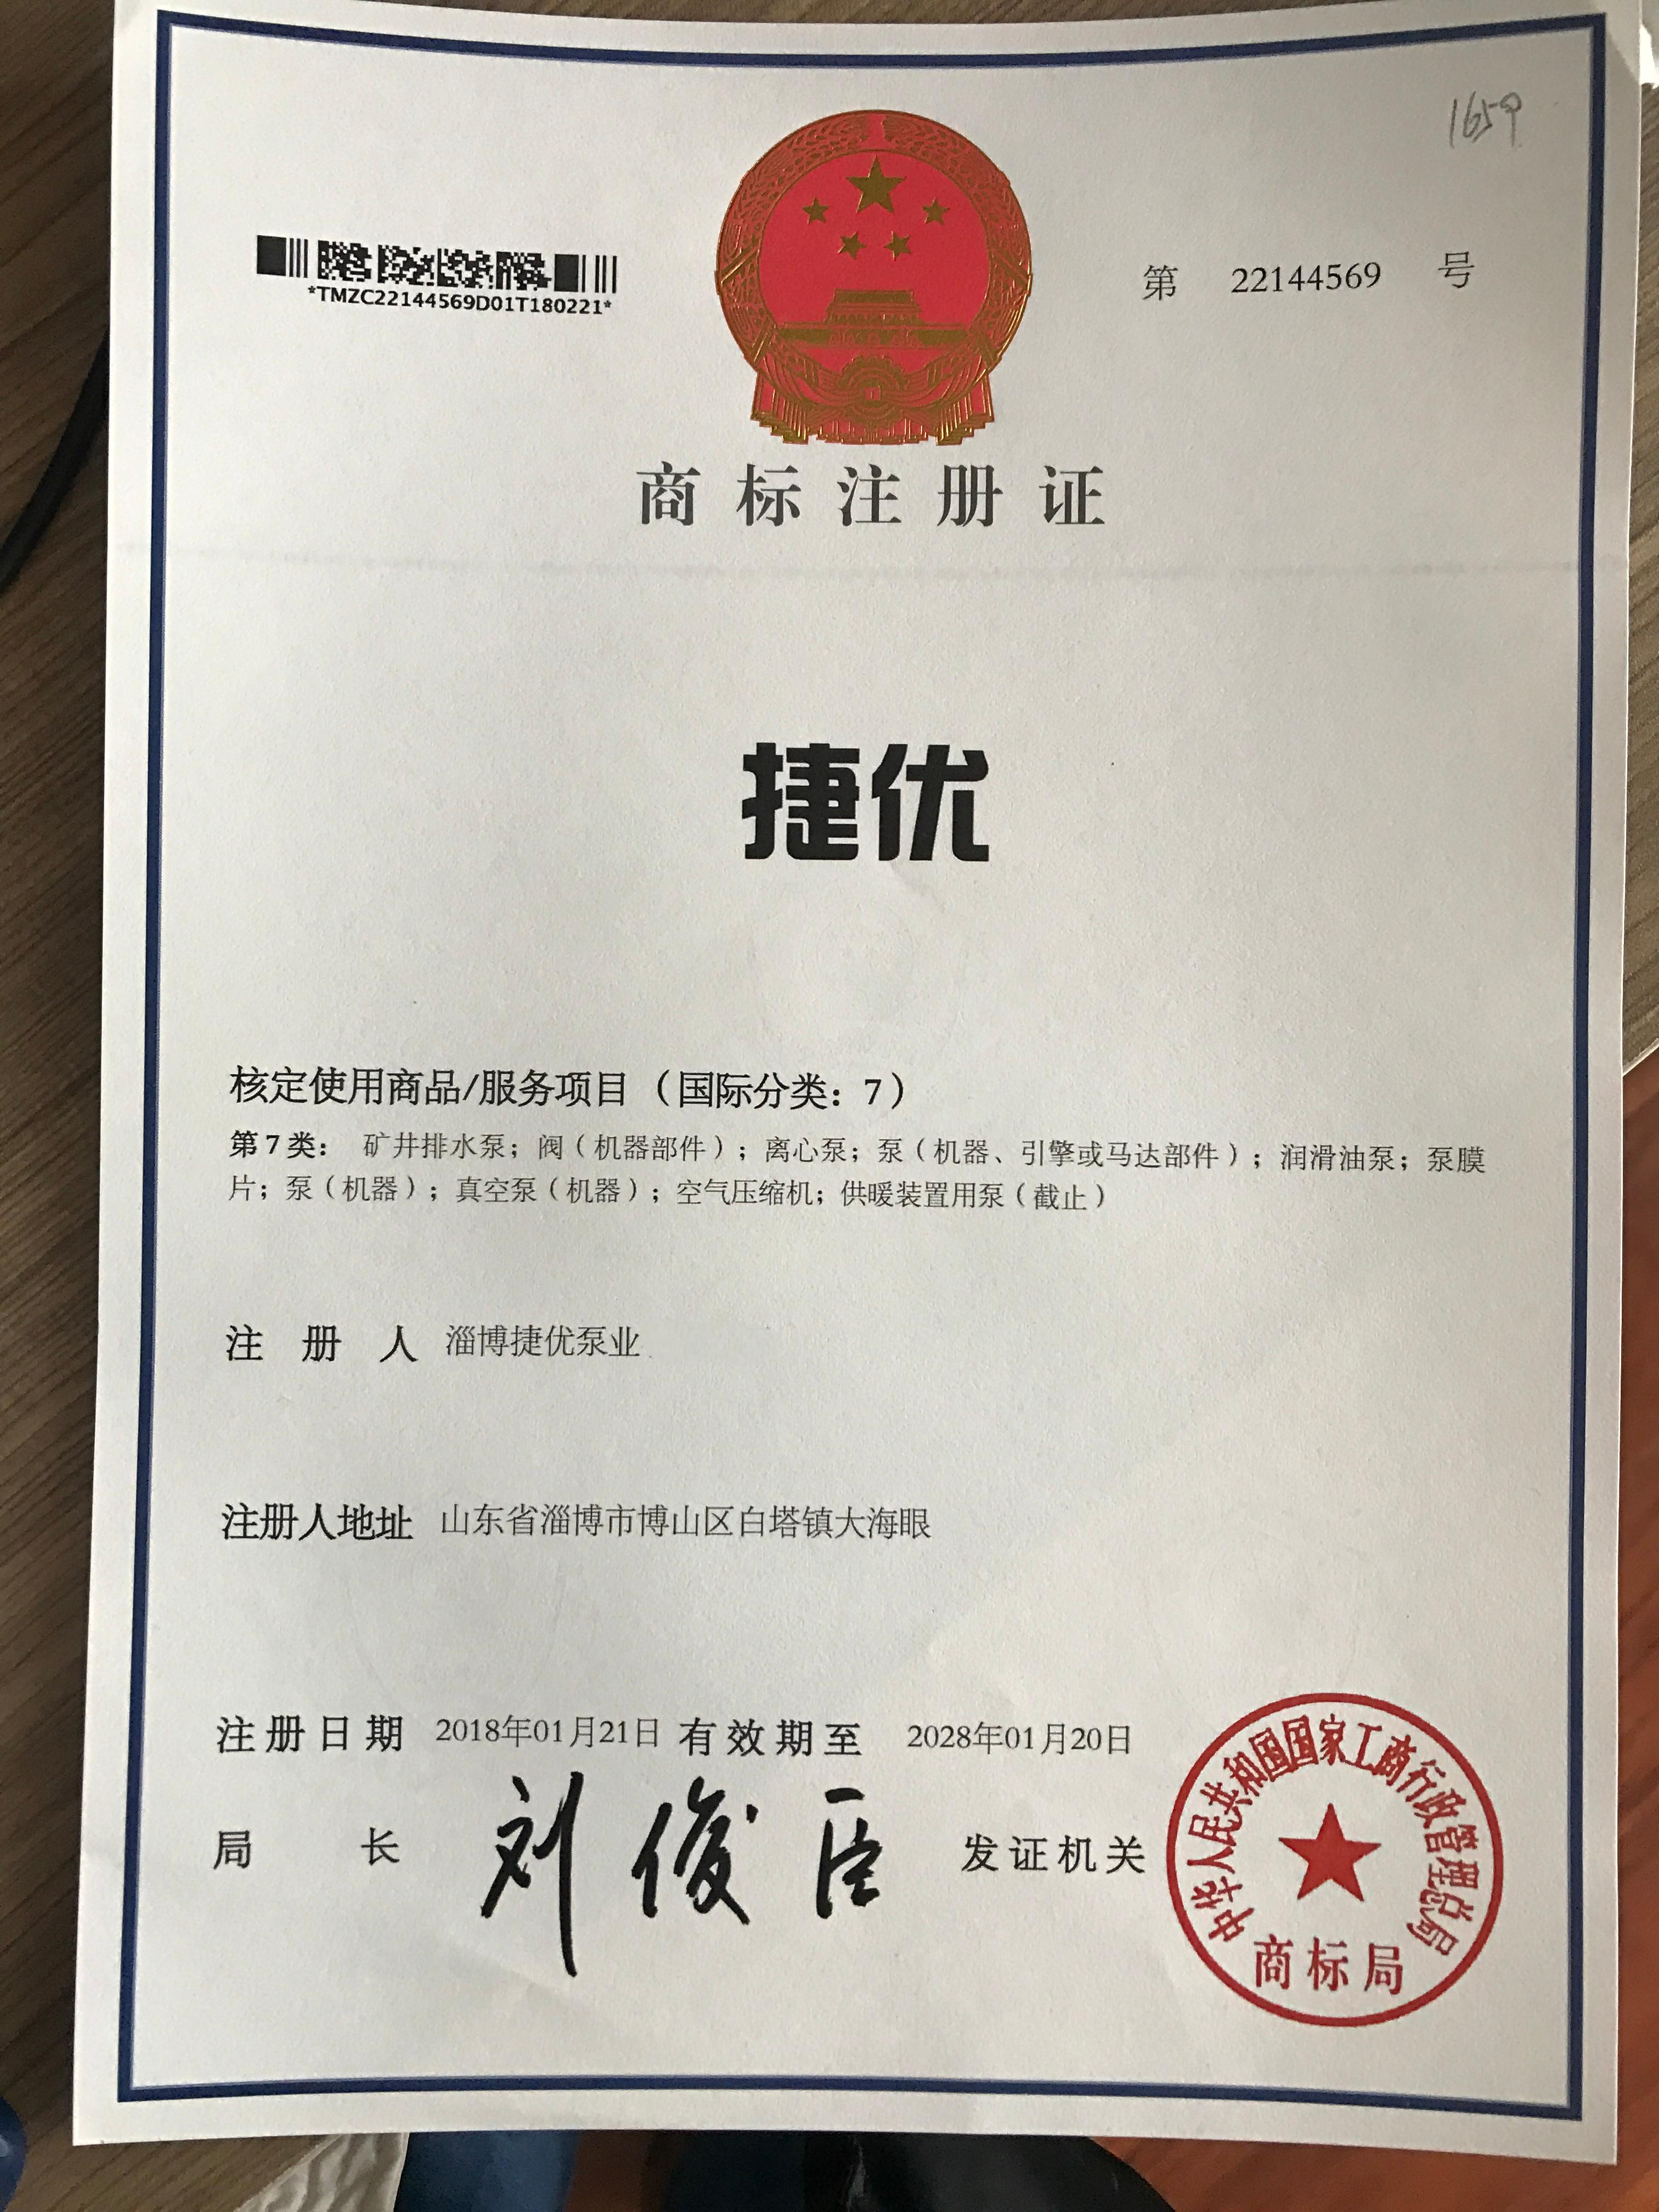 1659
*TMZC22144569D01T180221*
第 22144569 号
商标注册证
捷优
核定使用商品/服务项目（国际分类：7）
第7类： 矿井排水泵；阀（机器部件）；离心泵；泵（机器、引擎或马达部件）；润滑油泵；泵膜
片；泵（机器）；真空泵（机器）；空气压缩机；供暖装置用泵（截止）
注册人 淄博捷优泵业
注册人地址 山东省淄博市博山区白塔镇大海眼
注册日期 2018年01月21日 有效期至 2028年01月20日
局长 刘俊臣 发证机关
中华人民共和国国家工商行政管理总局
商标局